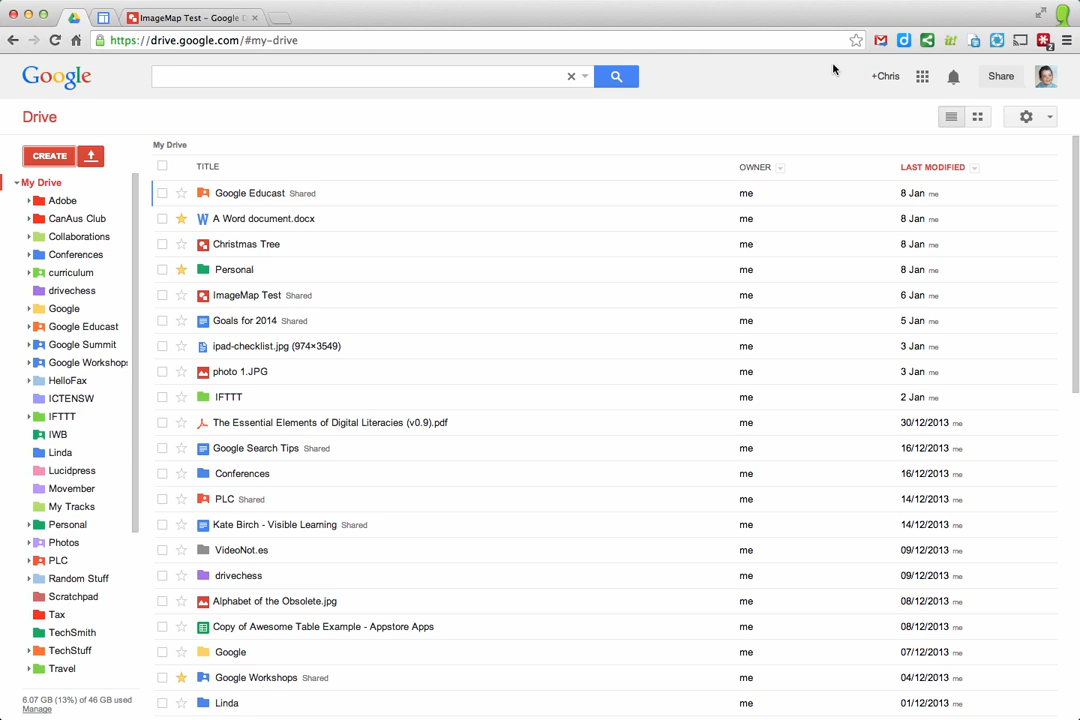 ImageMap Test - Google D
https://drive.google.com/#my-drive
Google
+Chris
Share
Drive
CREATE
My Drive
Adobe
CanAus Club
Collaborations
Conferences
curriculum
drivechess
Google
Google Educast
Google Summit
Google Workshops
HelloFax
ICTENSW
IFTTT
IWB
Linda
Lucidpress
Movember
My Tracks
Personal
Photos
PLC
Random Stuff
Scratchpad
Tax
TechSmith
TechStuff
Travel
6.07 GB (13%) of 46 GB used
Manage
My Drive
TITLE OWNER LAST MODIFIED
Google Educast Shared me 8 Jan me
A Word document.docx me 8 Jan me
Christmas Tree me 8 Jan me
Personal me 8 Jan me
ImageMap Test Shared me 6 Jan me
Goals for 2014 Shared me 5 Jan me
ipad-checklist.jpg (974×3549) me 3 Jan me
photo 1.JPG me 3 Jan me
IFTTT me 2 Jan me
The Essential Elements of Digital Literacies (v0.9).pdf me 30/12/2013 me
Google Search Tips Shared me 16/12/2013 me
Conferences me 16/12/2013 me
PLC Shared me 14/12/2013 me
Kate Birch - Visible Learning Shared me 14/12/2013 me
VideoNot.es me 09/12/2013 me
drivechess me 09/12/2013 me
Alphabet of the Obsolete.jpg me 08/12/2013 me
Copy of Awesome Table Example - Appstore Apps me 08/12/2013 me
Google me 07/12/2013 me
Google Workshops Shared me 04/12/2013 me
Linda me 01/12/2013 me